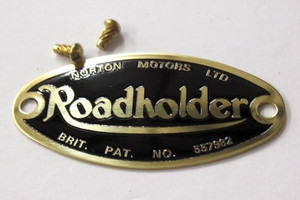 NORTON MOTORS LTD
Roadholder
BRIT. PAT. NO. 557982